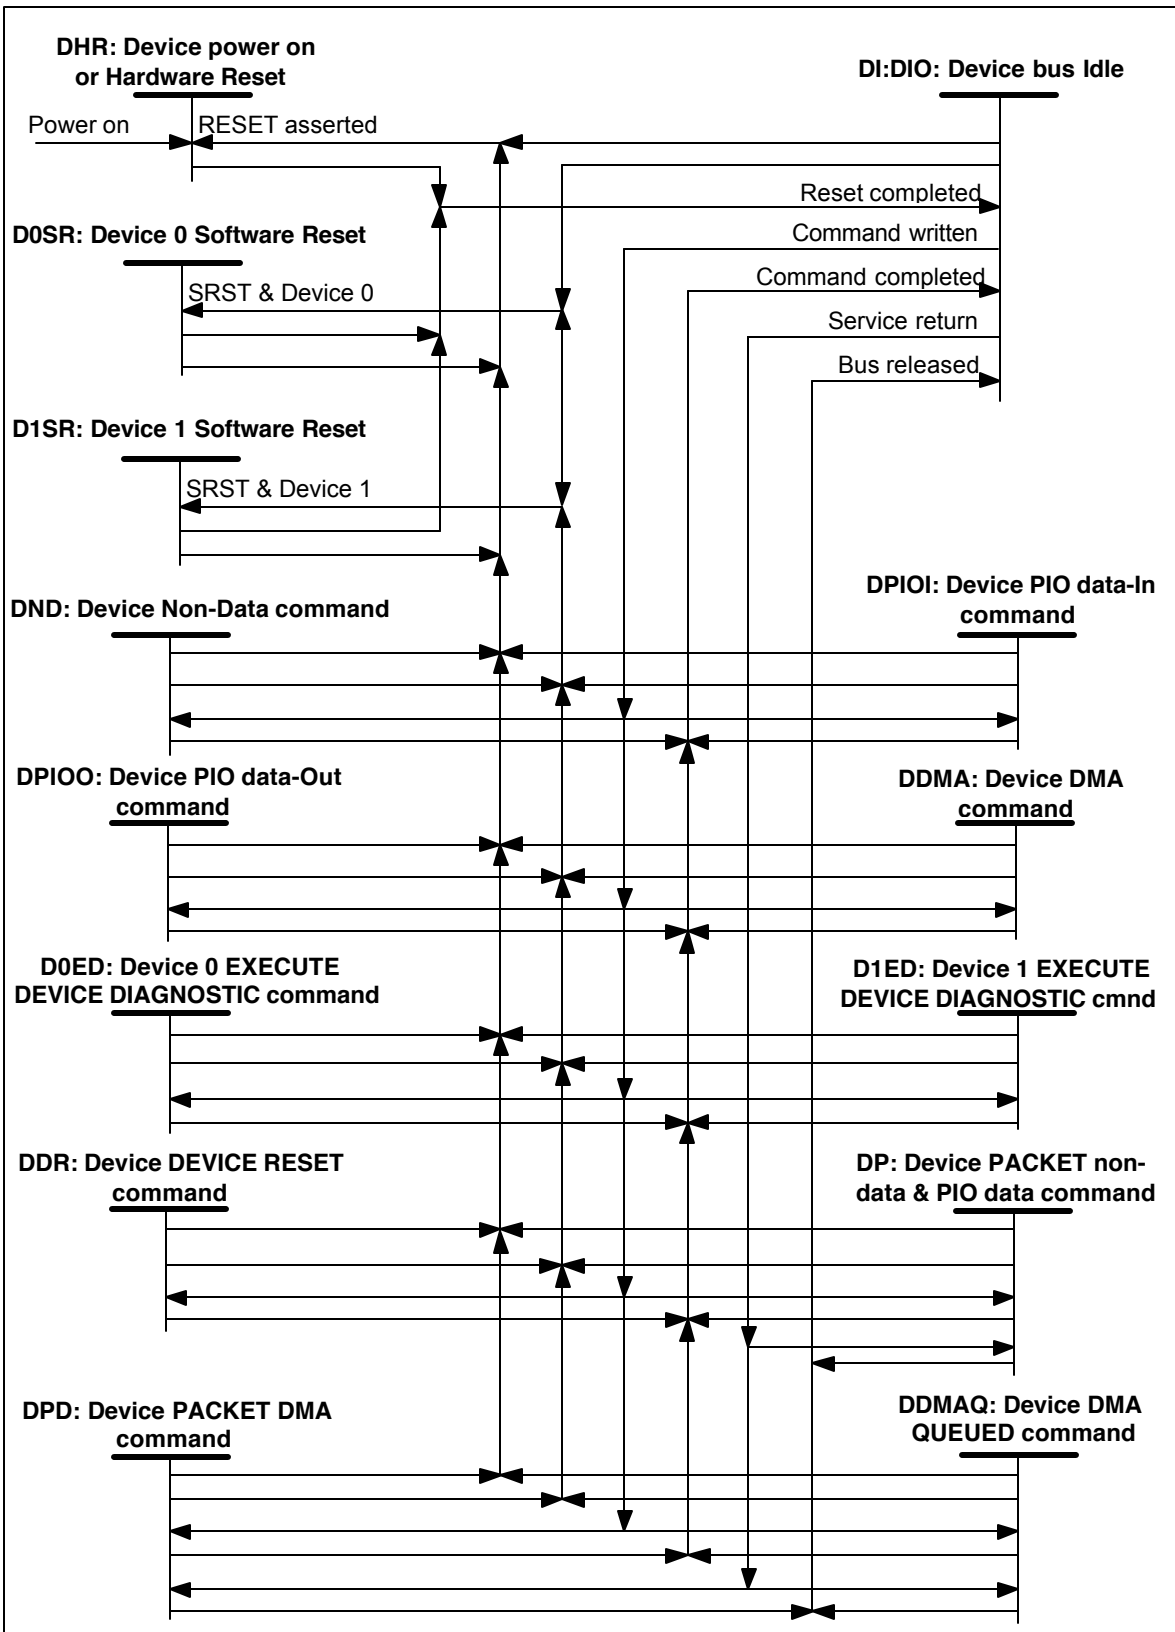 DHR: Device power on
or Hardware Reset
DI:DIO: Device bus Idle
Power on
RESET asserted
Reset completed
D0SR: Device 0 Software Reset
Command written
Command completed
SRST & Device 0
Service return
Bus released
D1SR: Device 1 Software Reset
SRST & Device 1
DND: Device Non-Data command
DPIOI: Device PIO data-In
command
DPIOO: Device PIO data-Out
command
DDMA: Device DMA
command
D0ED: Device 0 EXECUTE
DEVICE DIAGNOSTIC command
D1ED: Device 1 EXECUTE
DEVICE DIAGNOSTIC cmnd
DDR: Device DEVICE RESET
command
DP: Device PACKET non-
data & PIO data command
DPD: Device PACKET DMA
command
DDMAQ: Device DMA
QUEUED command